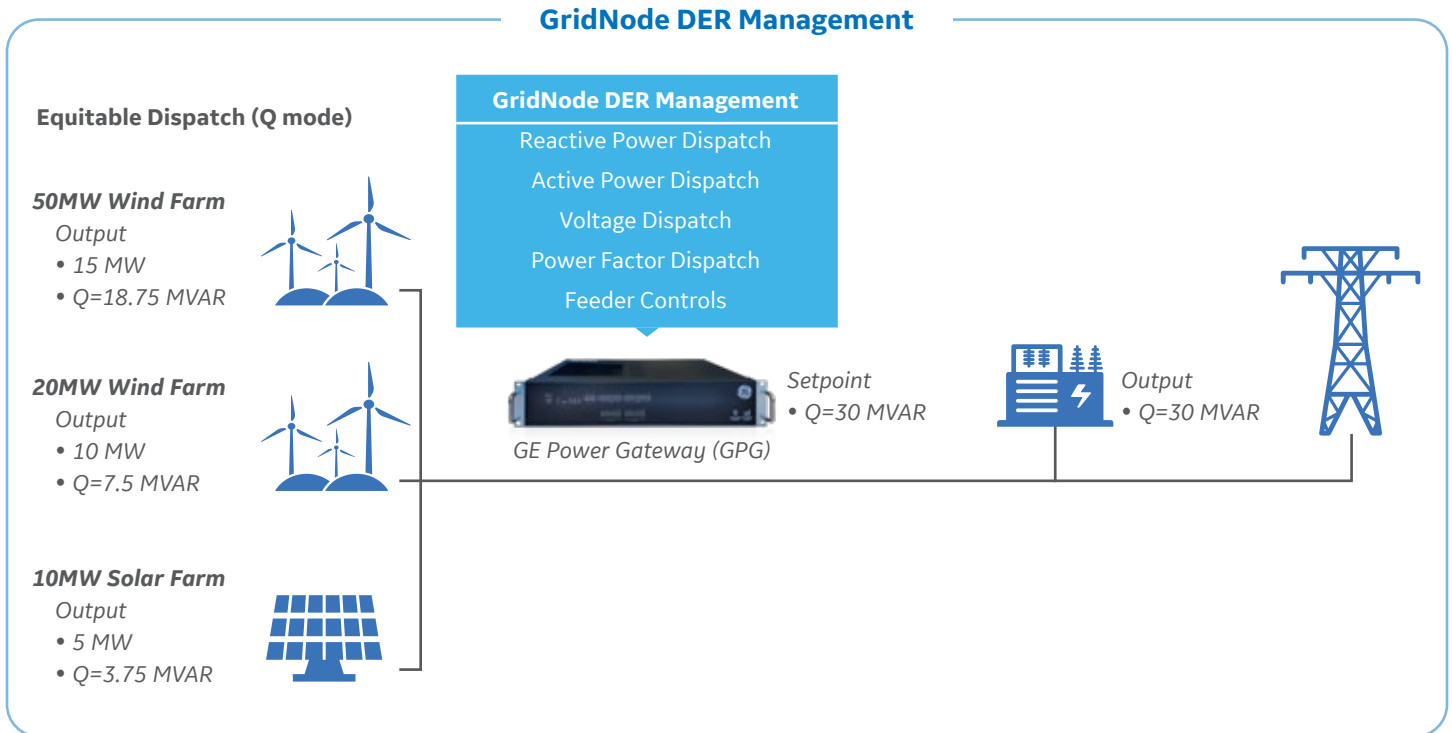 GridNode DER Management
Equitable Dispatch (Q mode)
50MW Wind Farm
Output
• 15 MW
• Q=18.75 MVAR
20MW Wind Farm
Output
• 10 MW
• Q=7.5 MVAR
10MW Solar Farm
Output
• 5 MW
• Q=3.75 MVAR
GridNode DER Management
Reactive Power Dispatch
Active Power Dispatch
Voltage Dispatch
Power Factor Dispatch
Feeder Controls
GE Power Gateway (GPG)
Setpoint
• Q=30 MVAR
Output
• Q=30 MVAR